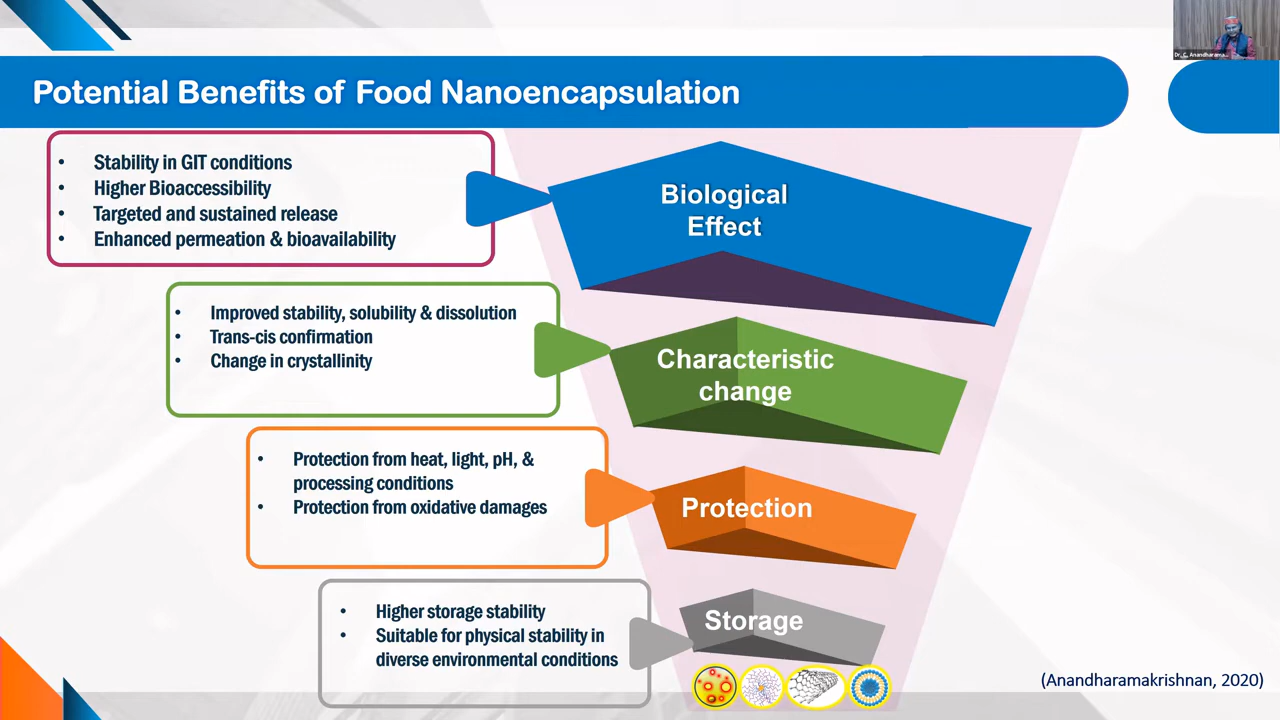 Dr. C. Anandharama...
Potential Benefits of Food Nanoencapsulation
• Stability in GIT conditions
• Higher Bioaccessibility
• Targeted and sustained release
• Enhanced permeation & bioavailability
Biological
Effect
• Improved stability, solubility & dissolution
• Trans-cis confirmation
• Change in crystallinity
Characteristic
change
• Protection from heat, light, pH, &
processing conditions
• Protection from oxidative damages
Protection
• Higher storage stability
• Suitable for physical stability in
diverse environmental conditions
Storage
(Anandharamakrishnan, 2020)